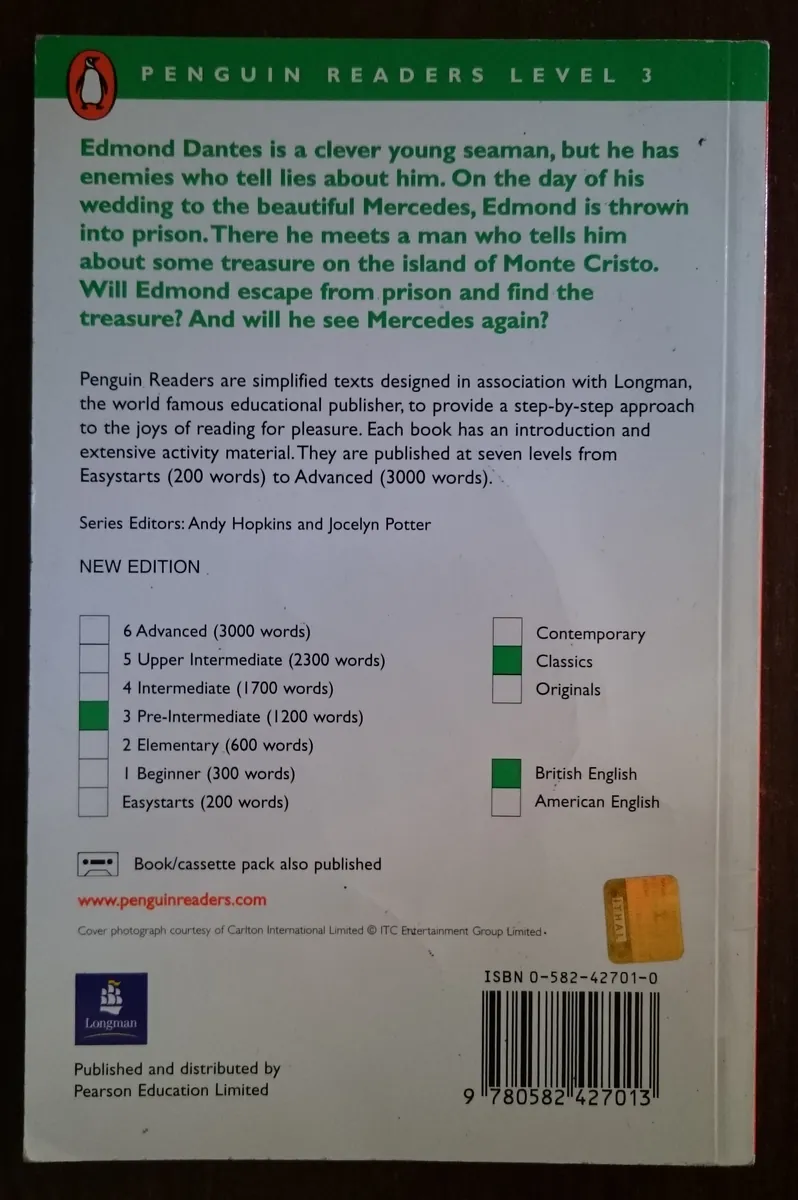 PENGUIN READERS LEVEL 3
Edmond Dantes is a clever young seaman, but he has
enemies who tell lies about him. On the day of his
wedding to the beautiful Mercedes, Edmond is thrown
into prison. There he meets a man who tells him
about some treasure on the island of Monte Cristo.
Will Edmond escape from prison and find the
treasure? And will he see Mercedes again?
Penguin Readers are simplified texts designed in association with Longman,
the world famous educational publisher, to provide a step-by-step approach
to the joys of reading for pleasure. Each book has an introduction and
extensive activity material. They are published at seven levels from
Easystarts (200 words) to Advanced (3000 words).
Series Editors: Andy Hopkins and Jocelyn Potter
NEW EDITION
6 Advanced (3000 words)
5 Upper Intermediate (2300 words)
4 Intermediate (1700 words)
3 Pre-Intermediate (1200 words)
2 Elementary (600 words)
1 Beginner (300 words)
Easystarts (200 words)
Contemporary
Classics
Originals
British English
American English
Book/cassette pack also published
www.penguinreaders.com
Cover photograph courtesy of Carlton International Limited © ITC Entertainment Group Limited.
Longman
Published and distributed by
Pearson Education Limited
ISBN 0-582-42701-0
9 780582 427013